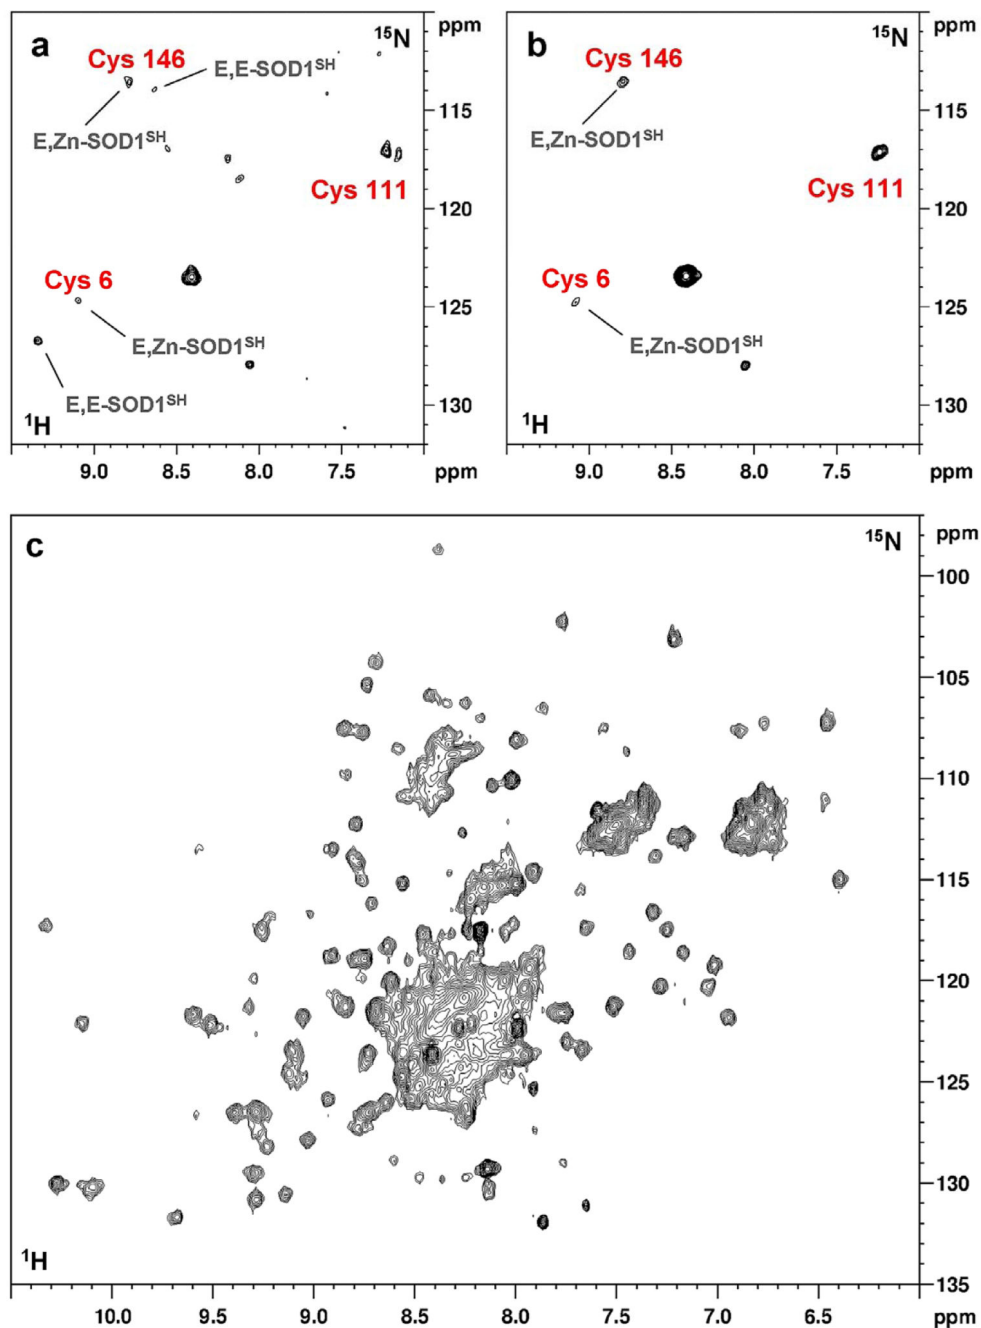 a
¹⁵N
ppm
Cys 146
E,E-SOD1ˢᴴ
115
E,Zn-SOD1ˢᴴ
Cys 111
120
Cys 6
125
E,Zn-SOD1ˢᴴ
E,E-SOD1ˢᴴ
130
¹H
9.0 8.5 8.0 7.5 ppm
b
¹⁵N
ppm
Cys 146
115
E,Zn-SOD1ˢᴴ
Cys 111
120
Cys 6
125
E,Zn-SOD1ˢᴴ
130
¹H
9.0 8.5 8.0 7.5 ppm
c
¹⁵N
ppm
100
105
110
115
120
125
130
¹H
135
10.0 9.5 9.0 8.5 8.0 7.5 7.0 6.5 ppm